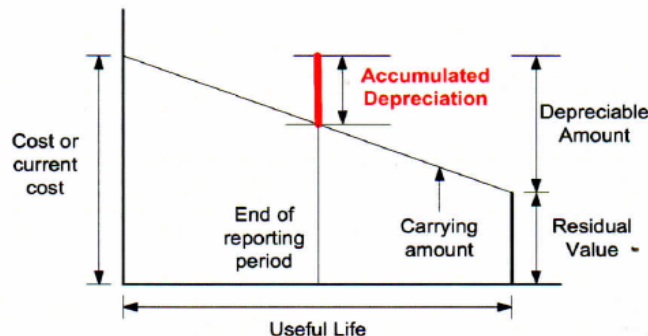 Accumulated
Depreciation
Depreciable
Amount
Cost or
current
cost
End of
reporting
period
Carrying
amount
Residual
Value
Useful Life